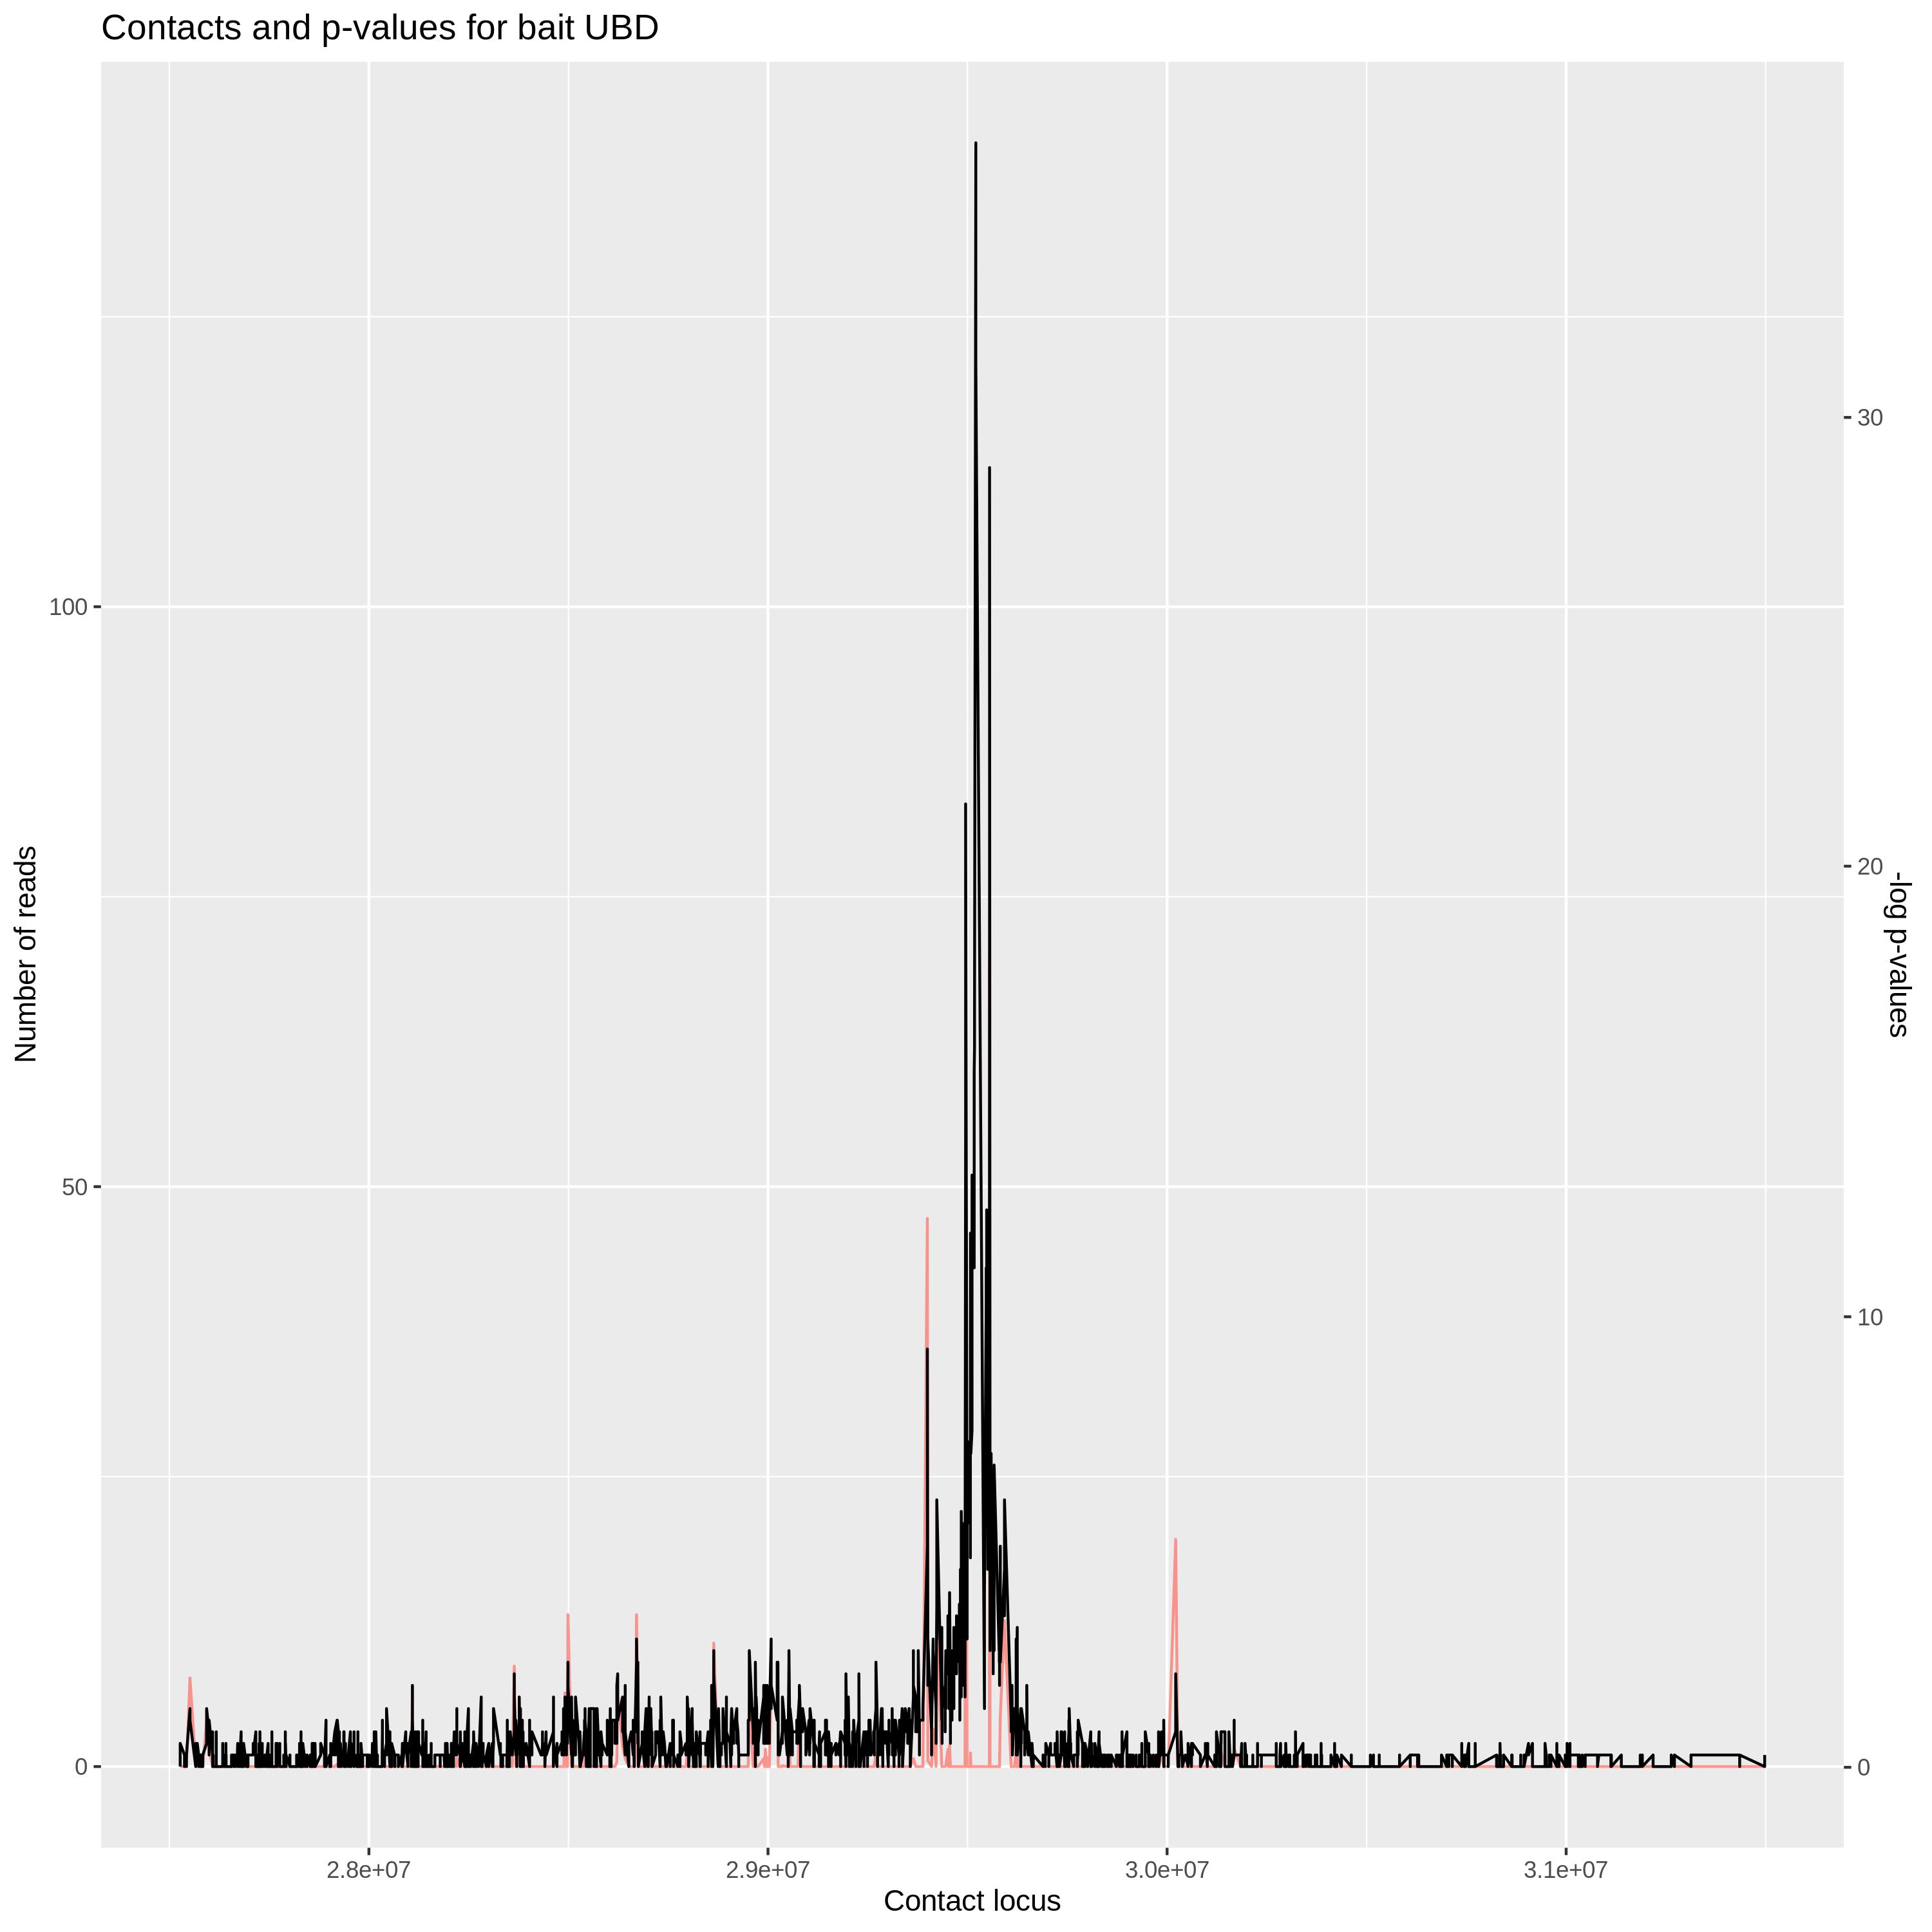 Contacts and p-values for bait UBD
Number of reads
100
50
0
30
20
10
0
-log p-values
2.8e+07
2.9e+07
3.0e+07
3.1e+07
Contact locus